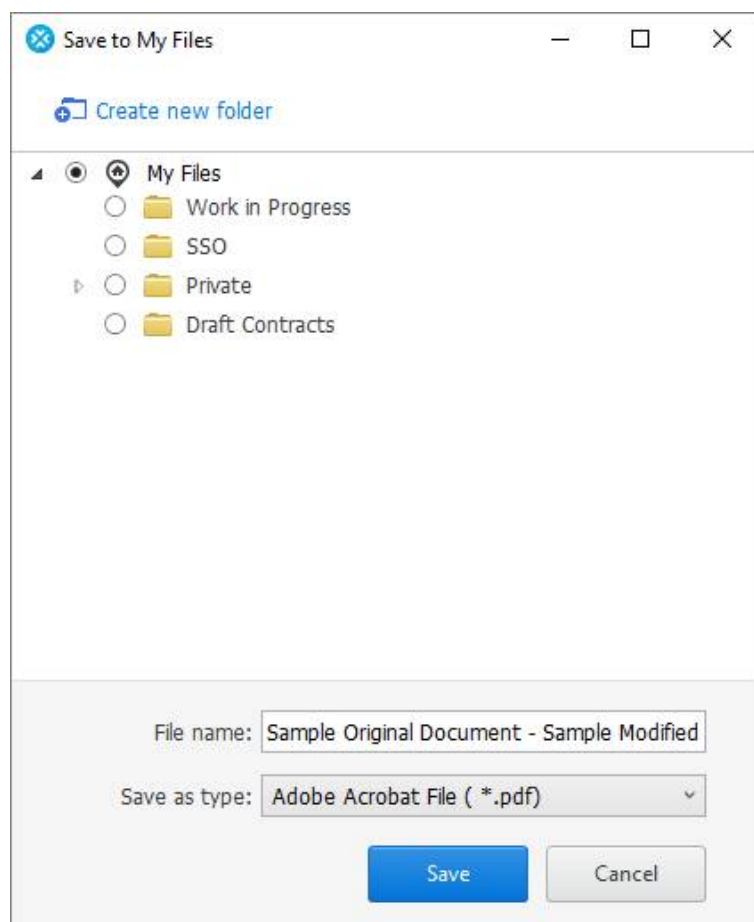 Save to My Files
Create new folder
My Files
Work in Progress
SSO
Private
Draft Contracts
File name: Sample Original Document - Sample Modified
Save as type: Adobe Acrobat File ( *.pdf)
Save Cancel